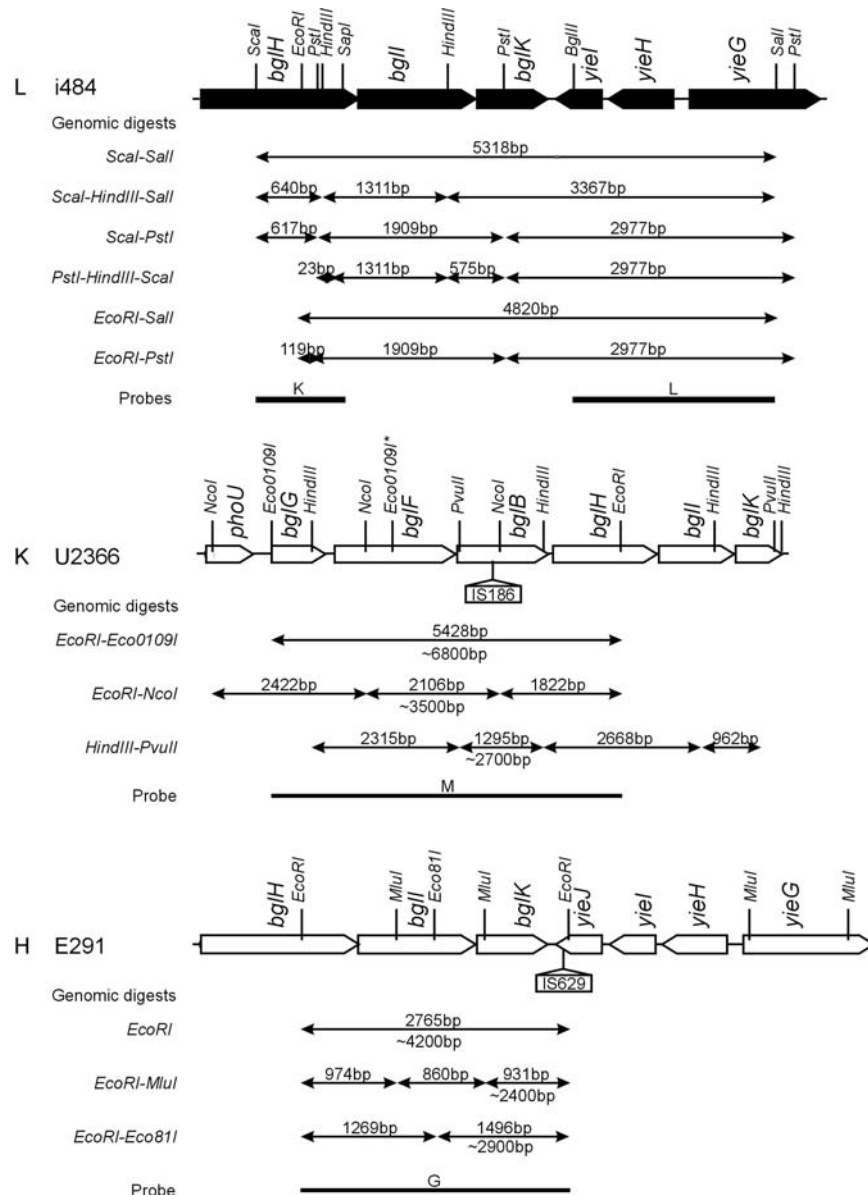 ScaI EcoRI PstI HindIII SapI HindIII PstI BglII SalI PstI
bglH bglI bglK yieI yieH yieG
L i484
Genomic digests
ScaI-SalI 5318bp
ScaI-HindIII-SalI 640bp 1311bp 3367bp
ScaI-PstI 617bp 1909bp 2977bp
PstI-HindIII-ScaI 23bp 1311bp 575bp 2977bp
EcoRI-SalI 4820bp
EcoRI-PstI 119bp 1909bp 2977bp
Probes K L
NcoI Eco0109I HindIII NcoI Eco0109I* PvuII NcoI HindIII EcoRI HindIII PvuII HindIII
phoU bglG bglF bglB bglH bglI bglK
K U2366
IS186
Genomic digests
EcoRI-Eco0109I 5428bp
~6800bp
EcoRI-NcoI 2422bp 2106bp 1822bp
~3500bp
HindIII-PvuII 2315bp 1295bp 2668bp 962bp
~2700bp
Probe M
EcoRI MluI Eco81I MluI EcoRI MluI MluI
bglH bglI bglK yieJ yieI yieH yieG
H E291
IS629
Genomic digests
EcoRI 2765bp
~4200bp
EcoRI-MluI 974bp 860bp 931bp
~2400bp
EcoRI-Eco81I 1269bp 1496bp
~2900bp
Probe G